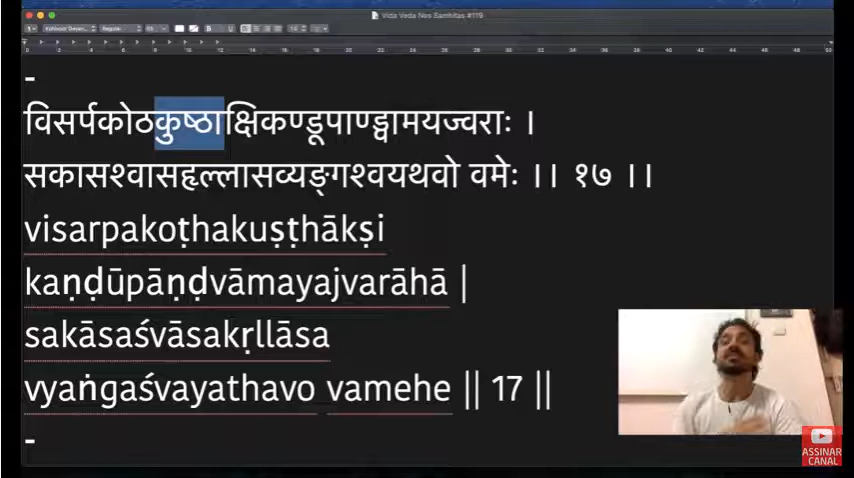 Vida Veda Nos Samhitas #119
-
विसर्पकोठकुष्ठाक्षिकण्डूपाण्ड्वामयज्वराः ।
सकासश्वासहृल्लासव्यङ्गश्वयथवो वमेः ।। १७ ।।
visarpakoṭhakuṣṭhākṣi
kaṇḍūpāṇḍvāmayajvarāhā |
sakāsaśvāsakṛllāsa
vyaṅgaśvayathavo vamehe || 17 ||
-
ASSINAR
CANAL